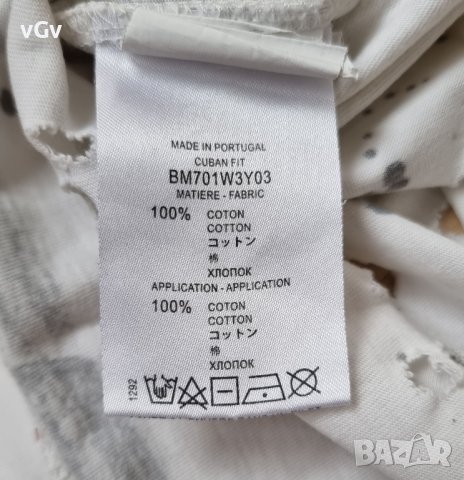 vGv
MADE IN PORTUGAL
CUBAN FIT
BM701W3Y03
MATIERE - FABRIC
100% COTON
COTTON
コットン
棉
ХЛОПОК
APPLICATION - APPLICATION
100% COTON
COTTON
コットン
棉
ХЛОПОК
1292
BAZAR